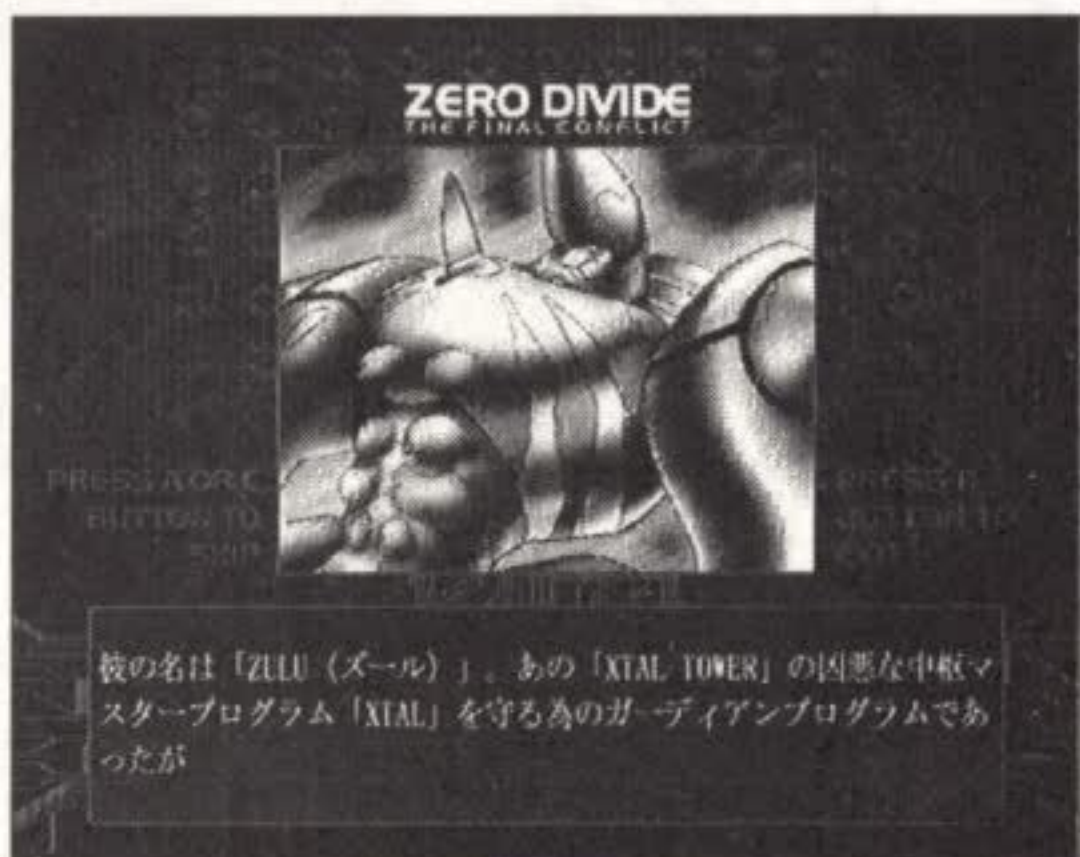 ZERO DIVIDE
THE FINAL CONFLICT
PRESS A OR C
BUTTON TO
彼の名は「ZULU（ズール）」。あの「XTAL TOWER」の凶悪な中枢マ
スタープログラム「XTAL」を守る為のガーディアンプログラムであ
ったが